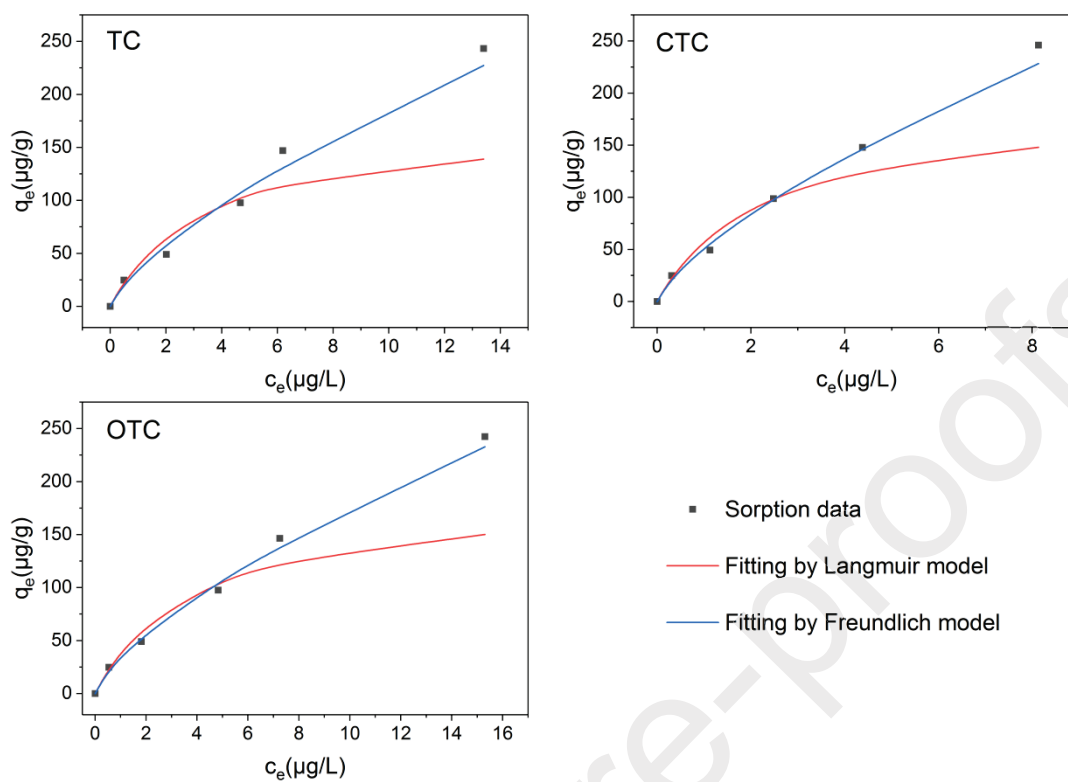 TC
250
200
150
100
50
0
qe(µg/g)
0 2 4 6 8 10 12 14
ce(µg/L)
CTC
250
200
150
100
50
0
qe(µg/g)
0 2 4 6 8
ce(µg/L)
OTC
250
200
150
100
50
0
qe(µg/g)
0 2 4 6 8 10 12 14 16
ce(µg/L)
Sorption data
Fitting by Langmuir model
Fitting by Freundlich model
re-proofs